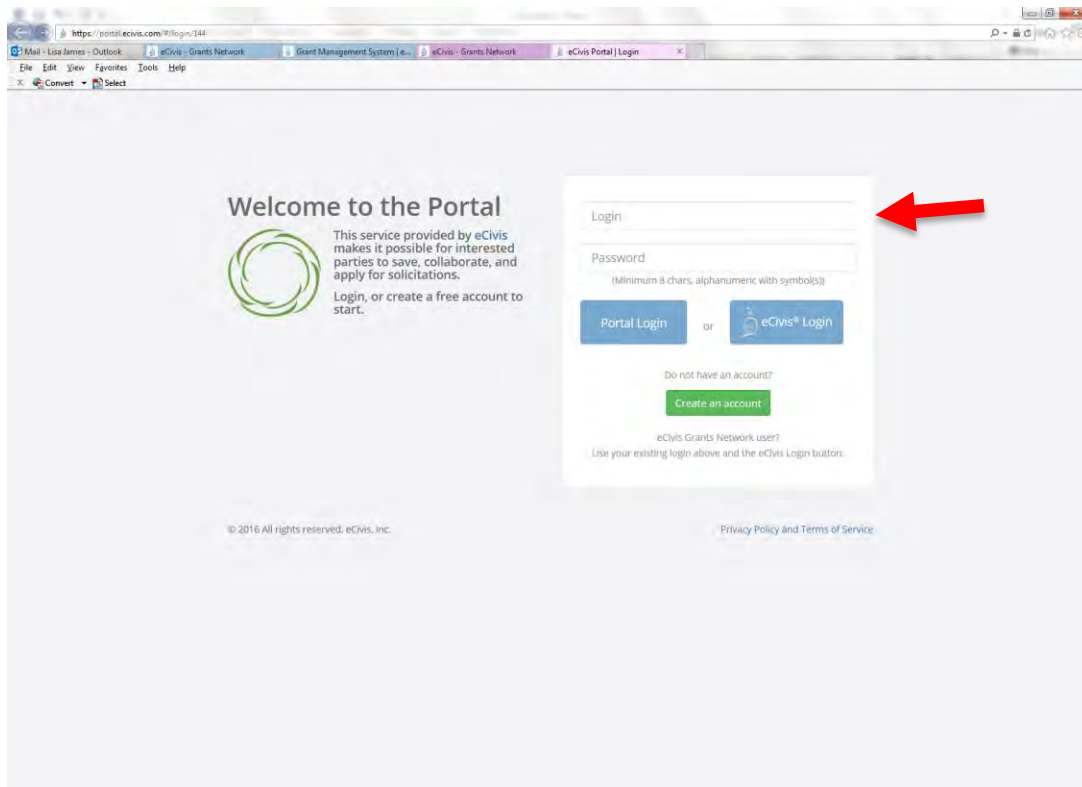 https://portal.ecivis.com/#/login/144
Mail - Lisa James - Outlook
eCivis - Grants Network
Grant Management System | e...
eCivis - Grants Network
eCivis Portal | Login
File Edit View Favorites Tools Help
Convert Select
Welcome to the Portal
This service provided by eCivis
makes it possible for interested
parties to save, collaborate, and
apply for solicitations.
Login, or create a free account to
start.
Login
Password
(Minimum 8 chars, alphanumeric with symbol(s))
Portal Login
or
eCivis® Login
Do not have an account?
Create an account
eCivis Grants Network user?
Use your existing login above and the eCivis Login button.
© 2016 All rights reserved. eCivis, Inc.
Privacy Policy and Terms of Service